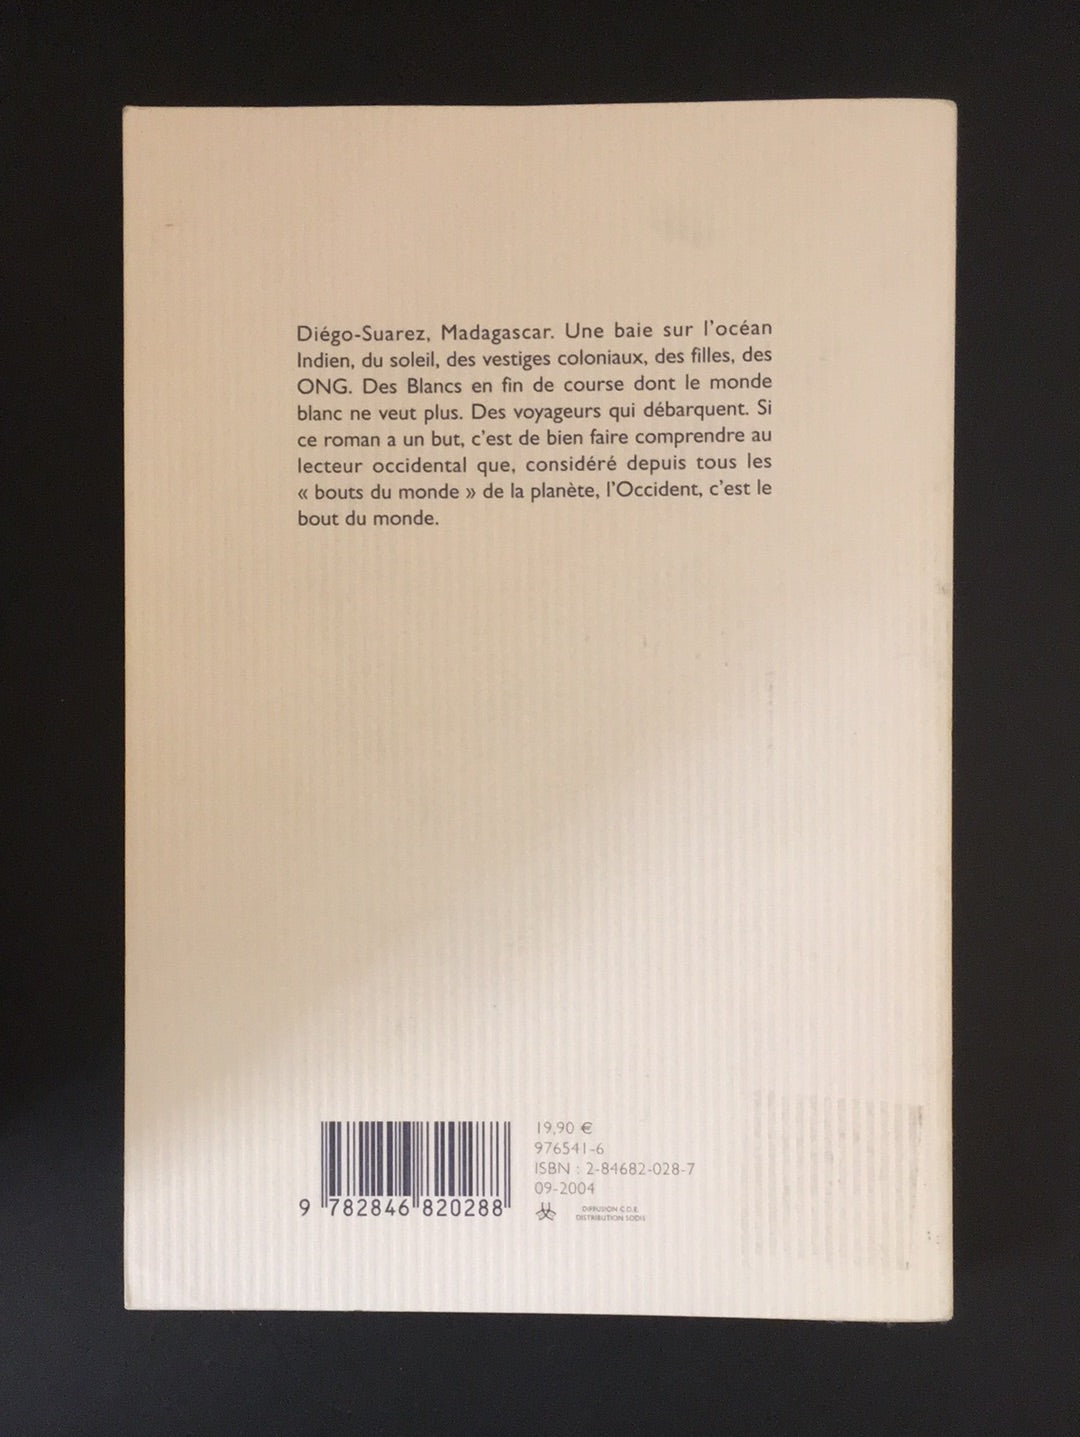 Diégo-Suarez, Madagascar. Une baie sur l'océan
Indien, du soleil, des vestiges coloniaux, des filles, des
ONG. Des Blancs en fin de course dont le monde
blanc ne veut plus. Des voyageurs qui débarquent. Si
ce roman a un but, c'est de bien faire comprendre au
lecteur occidental que, considéré depuis tous les
« bouts du monde » de la planète, l'Occident, c'est le
bout du monde.
19,90 €
976541-6
ISBN : 2-84682-028-7
09-2004
DIFFUSION C.D.E.
DISTRIBUTION SODIS
9 782846 820288